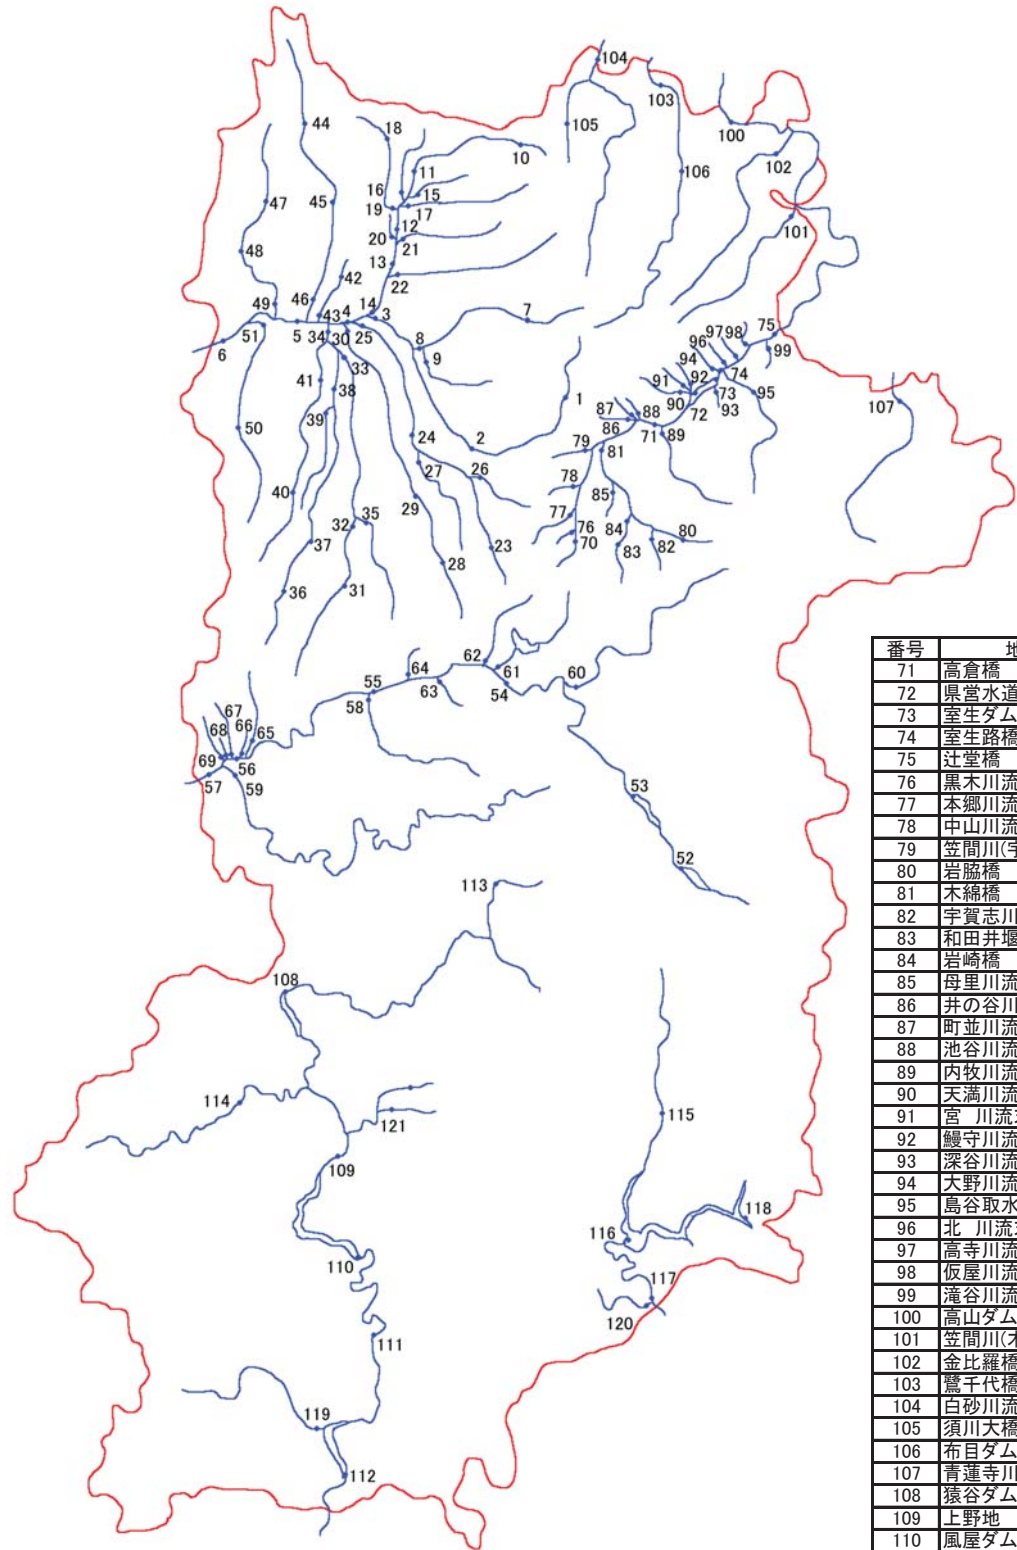 104
103
44
105
18
100
10
11
102
106
16
15
47
45
19
17
12
101
20
21
48
13
42
22
46
14
49
43
4
3
7
5
34
25
51
30
8
97
98
75
6
33
9
96
99
94
74
41
38
92
91
73
95
1
90
93
107
39
72
87
88
50
86
71
89
24
2
79
81
27
26
78
40
29
85
35
77
32
76
84
80
37
70
83
82
23
28
31
36
62
64
61
55
63
54
60
58
67
66
65
68
69
56
57
59
53
52
113
108
114
121
115
109
118
116
110
117
120
111
119
112
番号 地
71 高倉橋
72 県営水道
73 室生ダム
74 室生路橋
75 辻堂橋
76 黒木川流
77 本郷川流
78 中山川流
79 笠間川(宇
80 岩脇橋
81 木綿橋
82 宇賀志川
83 和田井堰
84 岩崎橋
85 母里川流
86 井の谷川
87 町並川流
88 池谷川流
89 内牧川流
90 天満川流
91 宮 川流
92 鰻守川流
93 深谷川流
94 大野川流
95 島谷取水
96 北 川流
97 高寺川流
98 仮屋川流
99 滝谷川流
100 高山ダム
101 笠間川
102 金比羅橋
103 鷺千代橋
104 白砂川流
105 須川大橋
106 布目ダム
107 青蓮寺川
108 猿谷ダム
109 上野地
110 風屋ダム